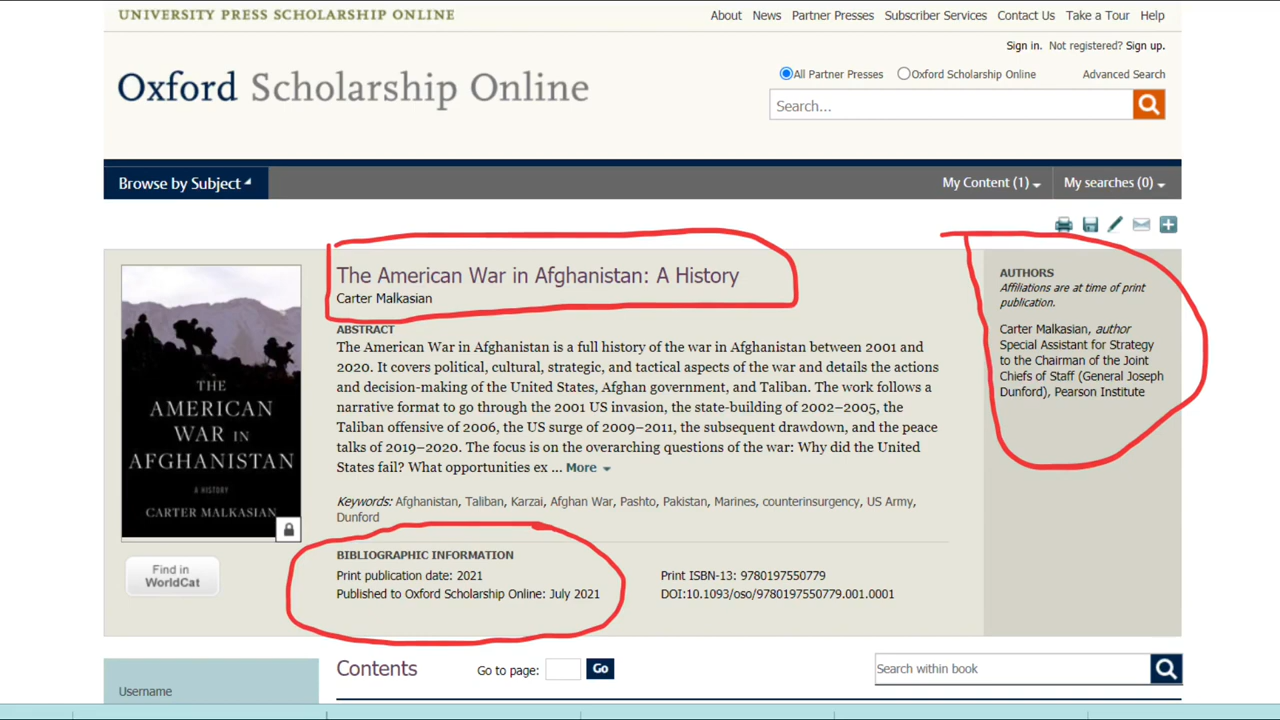 UNIVERSITY PRESS SCHOLARSHIP ONLINE
About News Partner Presses Subscriber Services Contact Us Take a Tour Help
Sign in. Not registered? Sign up.
Oxford Scholarship Online
All Partner Presses Oxford Scholarship Online Advanced Search
Search...
Browse by Subject
My Content (1) My searches (0)
THE
AMERICAN
WAR IN
AFGHANISTAN
A HISTORY
CARTER MALKASIAN
Find in
WorldCat
The American War in Afghanistan: A History
Carter Malkasian
ABSTRACT
The American War in Afghanistan is a full history of the war in Afghanistan between 2001 and
2020. It covers political, cultural, strategic, and tactical aspects of the war and details the actions
and decision-making of the United States, Afghan government, and Taliban. The work follows a
narrative format to go through the 2001 US invasion, the state-building of 2002–2005, the
Taliban offensive of 2006, the US surge of 2009–2011, the subsequent drawdown, and the peace
talks of 2019–2020. The focus is on the overarching questions of the war: Why did the United
States fail? What opportunities ex ... More
Keywords: Afghanistan, Taliban, Karzai, Afghan War, Pashto, Pakistan, Marines, counterinsurgency, US Army,
Dunford
BIBLIOGRAPHIC INFORMATION
Print publication date: 2021 Print ISBN-13: 9780197550779
Published to Oxford Scholarship Online: July 2021 DOI:10.1093/oso/9780197550779.001.0001
AUTHORS
Affiliations are at time of print
publication.
Carter Malkasian, author
Special Assistant for Strategy
to the Chairman of the Joint
Chiefs of Staff (General Joseph
Dunford), Pearson Institute
Username
Contents Go to page: Go Search within book